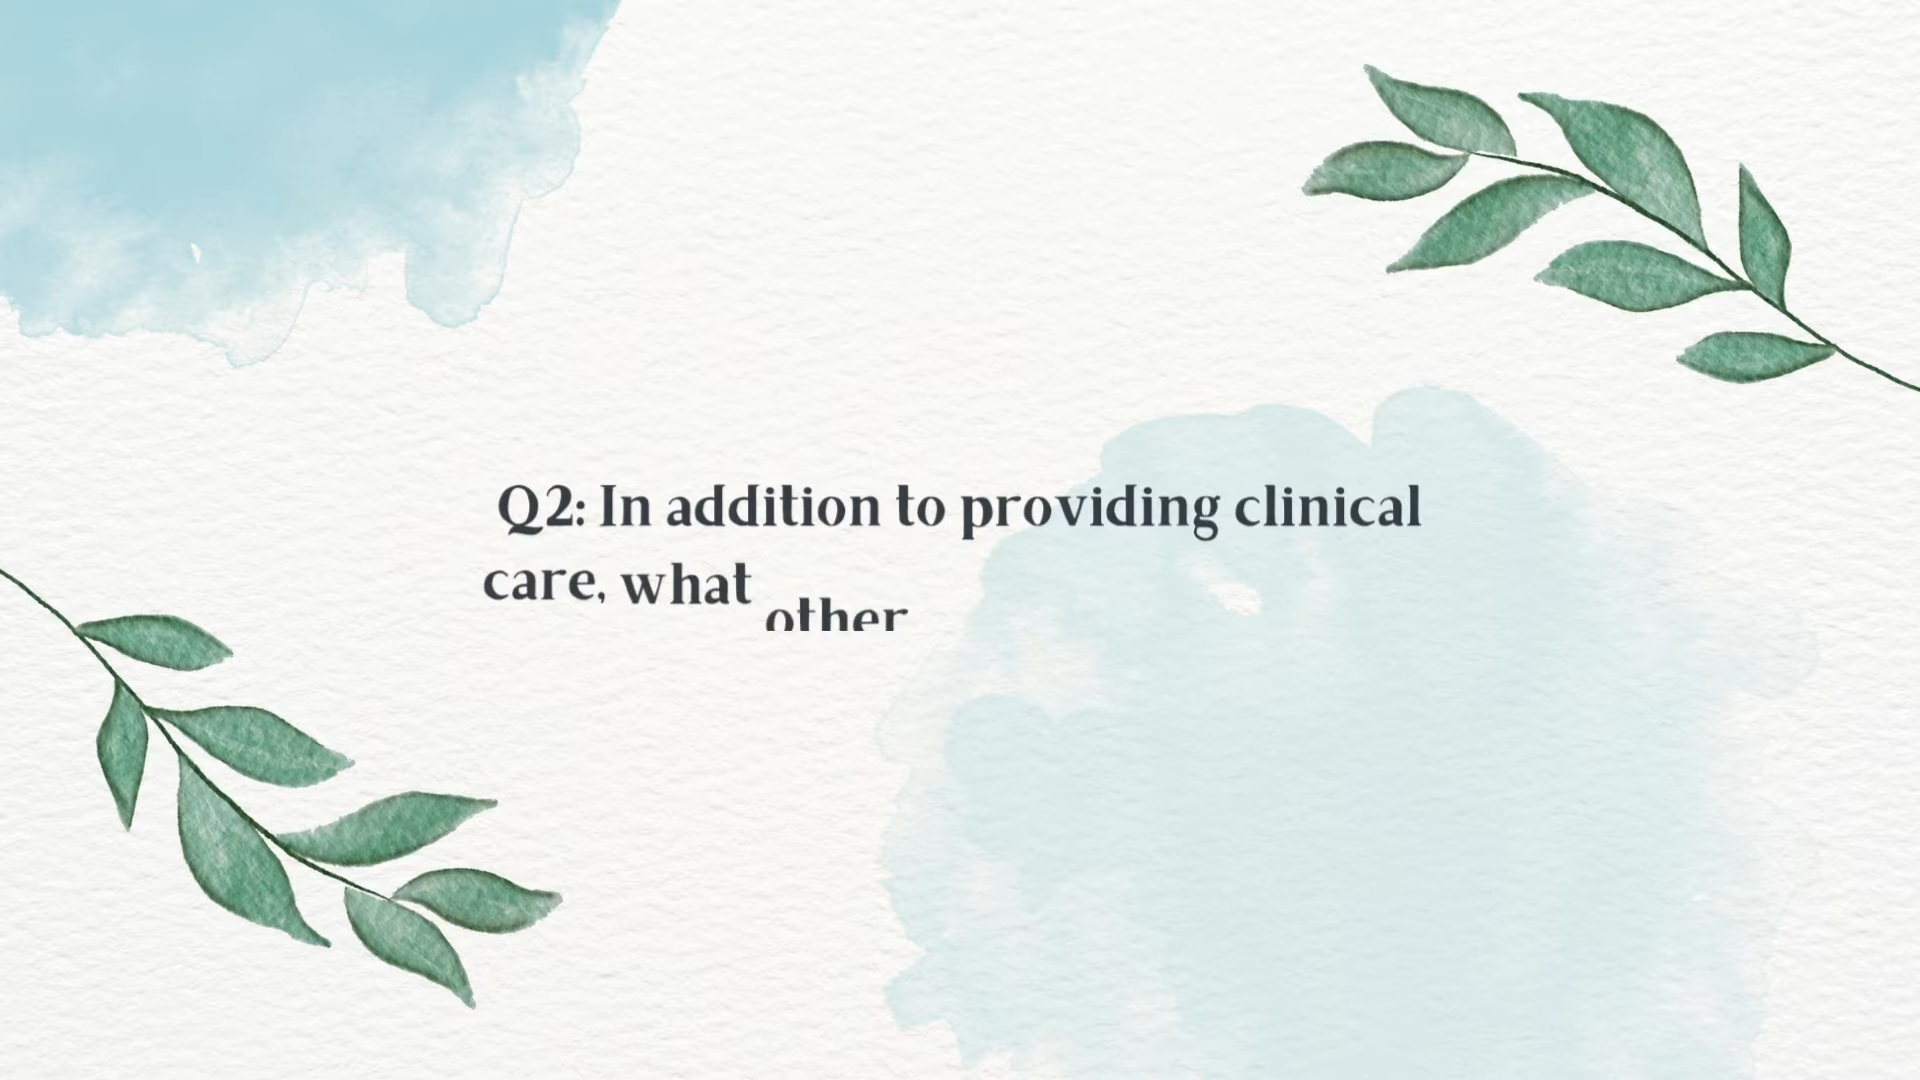 Q2: In addition to providing clinical
care, what other